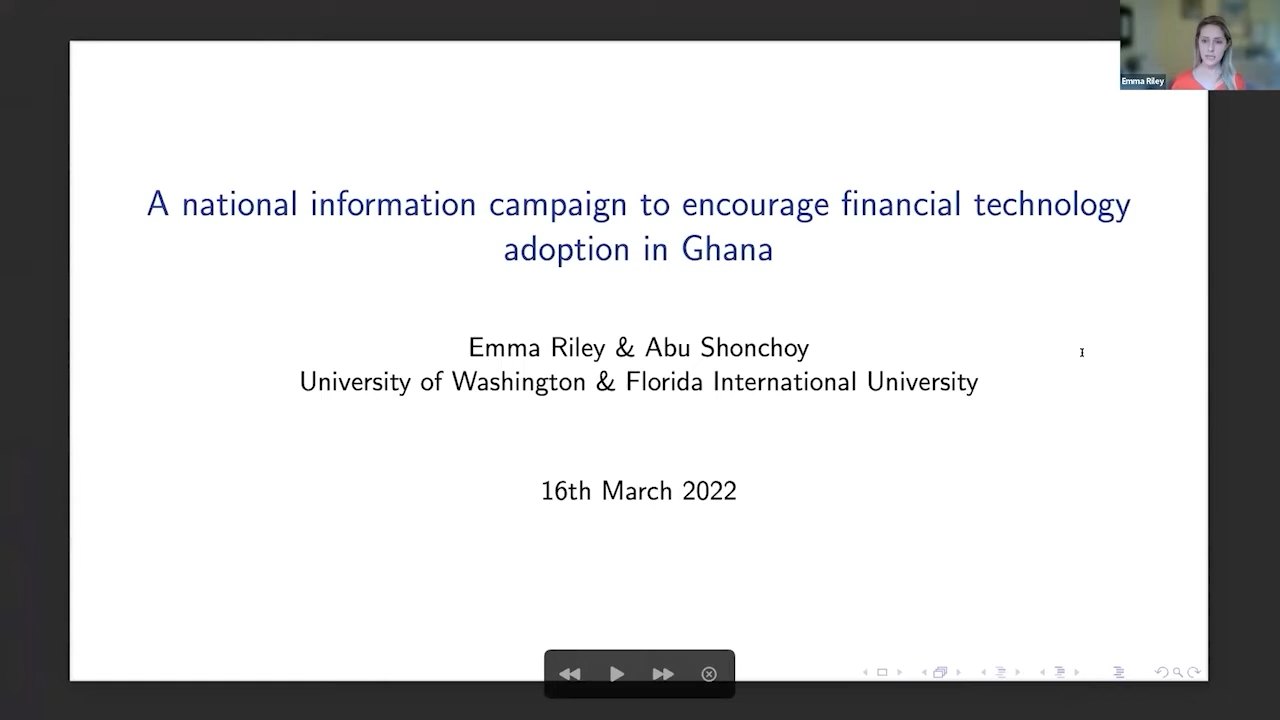 Emma Riley
A national information campaign to encourage financial technology
adoption in Ghana
Emma Riley & Abu Shonchoy
University of Washington & Florida International University
16th March 2022